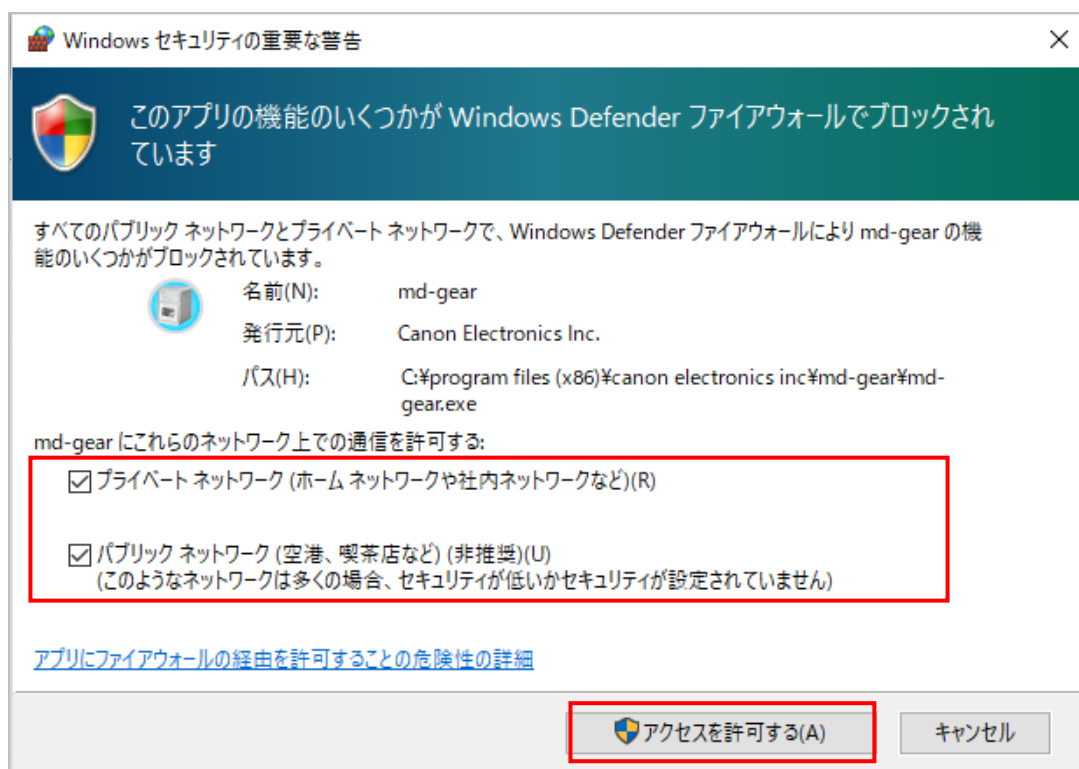 Windows セキュリティの重要な警告
このアプリの機能のいくつかが Windows Defender ファイアウォールでブロックされ
ています
すべてのパブリック ネットワークとプライベート ネットワークで、Windows Defender ファイアウォールにより md-gear の機
能のいくつかがブロックされています。
名前(N): md-gear
発行元(P): Canon Electronics Inc.
パス(H): C:¥program files (x86)¥canon electronics inc¥md-gear¥md-
gear.exe
md-gear にこれらのネットワーク上での通信を許可する:
プライベート ネットワーク (ホーム ネットワークや社内ネットワークなど)(R)
パブリック ネットワーク (空港、喫茶店など) (非推奨)(U)
(このようなネットワークは多くの場合、セキュリティが低いかセキュリティが設定されていません)
アプリにファイアウォールの経由を許可することの危険性の詳細
アクセスを許可する(A) キャンセル